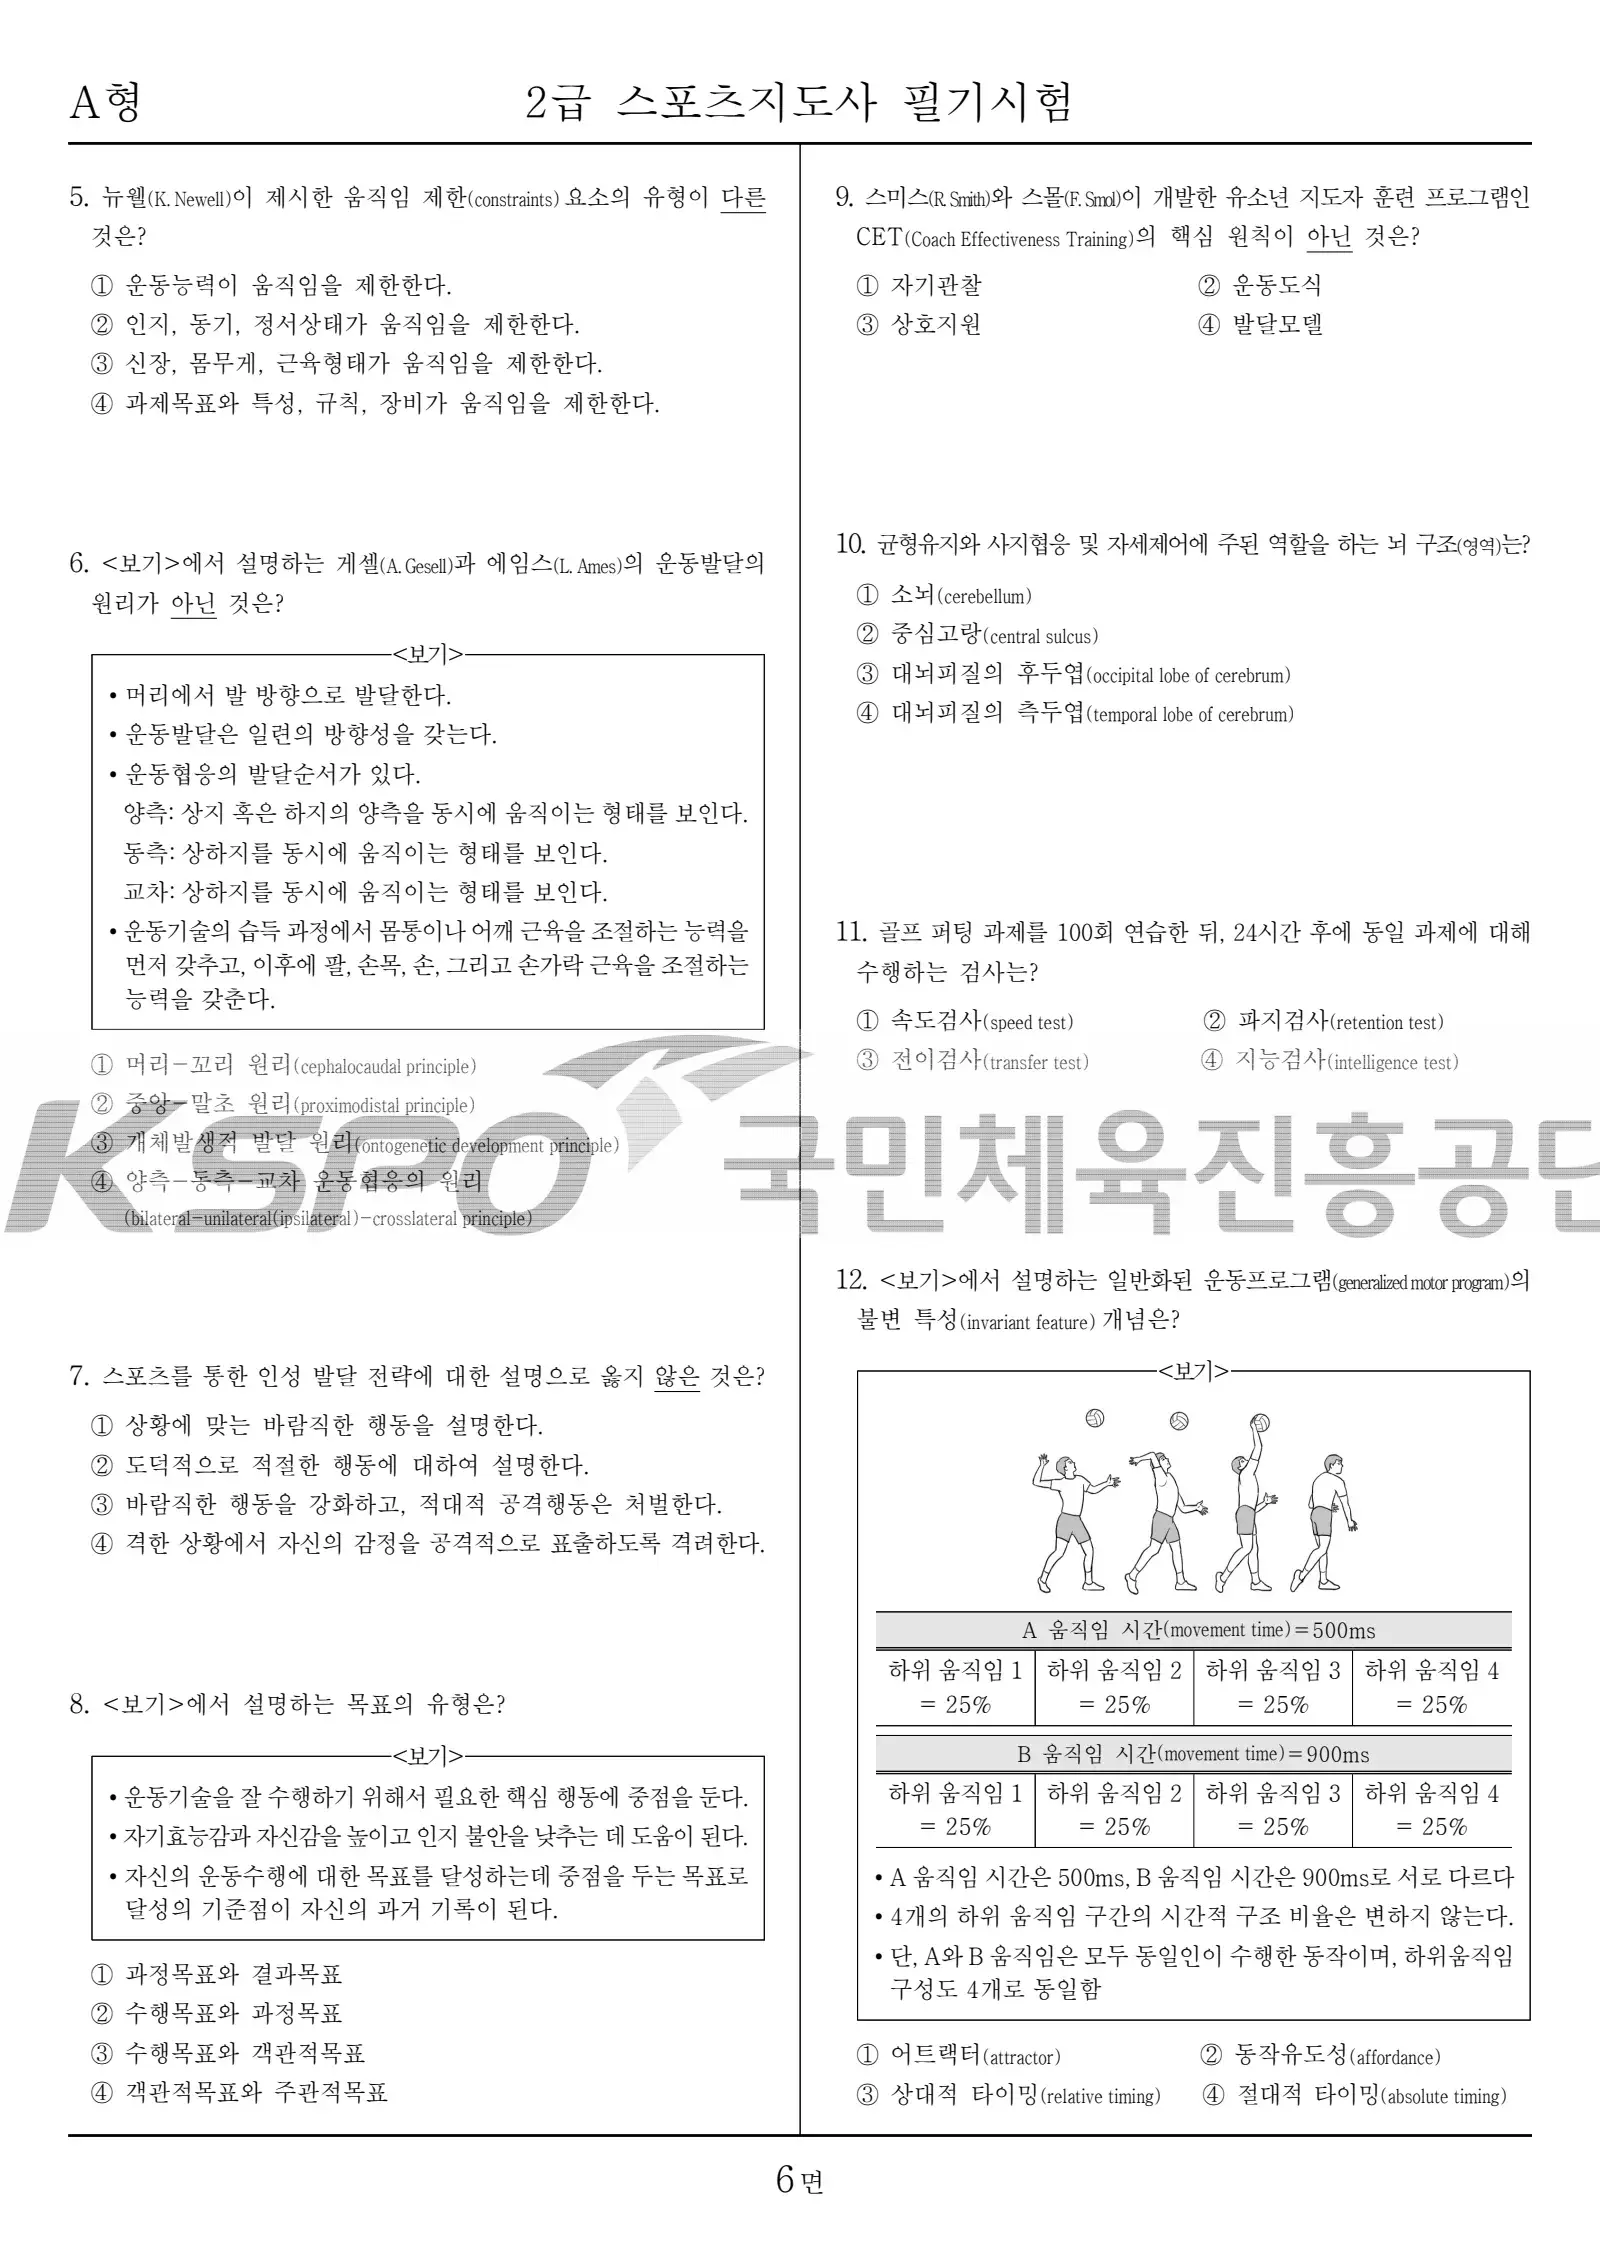 A형
2급 스포츠지도사 필기시험
5. 뉴웰(K. Newell)이 제시한 움직임 제한(constraints) 요소의 유형이 다른
것은?
① 운동능력이 움직임을 제한한다.
② 인지, 동기, 정서상태가 움직임을 제한한다.
③ 신장, 몸무게, 근육형태가 움직임을 제한한다.
④ 과제목표와 특성, 규칙, 장비가 움직임을 제한한다.
6. <보기>에서 설명하는 게셀(A. Gesell)과 에임스(L. Ames)의 운동발달의
원리가 아닌 것은?
<보기>
• 머리에서 발 방향으로 발달한다.
• 운동발달은 일련의 방향성을 갖는다.
• 운동협응의 발달순서가 있다.
양측: 상지 혹은 하지의 양측을 동시에 움직이는 형태를 보인다.
동측: 상하지를 동시에 움직이는 형태를 보인다.
교차: 상하지를 동시에 움직이는 형태를 보인다.
• 운동기술의 습득 과정에서 몸통이나 어깨 근육을 조절하는 능력을
먼저 갖추고, 이후에 팔, 손목, 손, 그리고 손가락 근육을 조절하는
능력을 갖춘다.
① 머리-꼬리 원리(cephalocaudal principle)
② 중앙-말초 원리(proximodistal principle)
③ 개체발생적 발달 원리(ontogenetic development principle)
④ 양측-동측-교차 운동협응의 원리
(bilateral-unilateral(ipsilateral)-crosslateral principle)
7. 스포츠를 통한 인성 발달 전략에 대한 설명으로 옳지 않은 것은?
① 상황에 맞는 바람직한 행동을 설명한다.
② 도덕적으로 적절한 행동에 대하여 설명한다.
③ 바람직한 행동을 강화하고, 적대적 공격행동은 처벌한다.
④ 격한 상황에서 자신의 감정을 공격적으로 표출하도록 격려한다.
8. <보기>에서 설명하는 목표의 유형은?
<보기>
• 운동기술을 잘 수행하기 위해서 필요한 핵심 행동에 중점을 둔다.
• 자기효능감과 자신감을 높이고 인지 불안을 낮추는 데 도움이 된다.
• 자신의 운동수행에 대한 목표를 달성하는데 중점을 두는 목표로
달성의 기준점이 자신의 과거 기록이 된다.
① 과정목표와 결과목표
② 수행목표와 과정목표
③ 수행목표와 객관적목표
④ 객관적목표와 주관적목표
9. 스미스(R. Smith)와 스몰(F. Smol)이 개발한 유소년 지도자 훈련 프로그램인
CET(Coach Effectiveness Training)의 핵심 원칙이 아닌 것은?
① 자기관찰 ② 운동도식
③ 상호지원 ④ 발달모델
10. 균형유지와 사지협응 및 자세제어에 주된 역할을 하는 뇌 구조(영역)는?
① 소뇌(cerebellum)
② 중심고랑(central sulcus)
③ 대뇌피질의 후두엽(occipital lobe of cerebrum)
④ 대뇌피질의 측두엽(temporal lobe of cerebrum)
11. 골프 퍼팅 과제를 100회 연습한 뒤, 24시간 후에 동일 과제에 대해
수행하는 검사는?
① 속도검사(speed test) ② 파지검사(retention test)
③ 전이검사(transfer test) ④ 지능검사(intelligence test)
KSPO 국민체육진흥공단
12. <보기>에서 설명하는 일반화된 운동프로그램(generalized motor program)의
불변 특성(invariant feature) 개념은?
<보기>
A 움직임 시간(movement time)=500ms
하위 움직임 1 하위 움직임 2 하위 움직임 3 하위 움직임 4
= 25% = 25% = 25% = 25%
B 움직임 시간(movement time)=900ms
하위 움직임 1 하위 움직임 2 하위 움직임 3 하위 움직임 4
= 25% = 25% = 25% = 25%
• A 움직임 시간은 500ms, B 움직임 시간은 900ms로 서로 다르다
• 4개의 하위 움직임 구간의 시간적 구조 비율은 변하지 않는다.
• 단, A와 B 움직임은 모두 동일인이 수행한 동작이며, 하위움직임
구성도 4개로 동일함
① 어트랙터(attractor) ② 동작유도성(affordance)
③ 상대적 타이밍(relative timing) ④ 절대적 타이밍(absolute timing)
6면